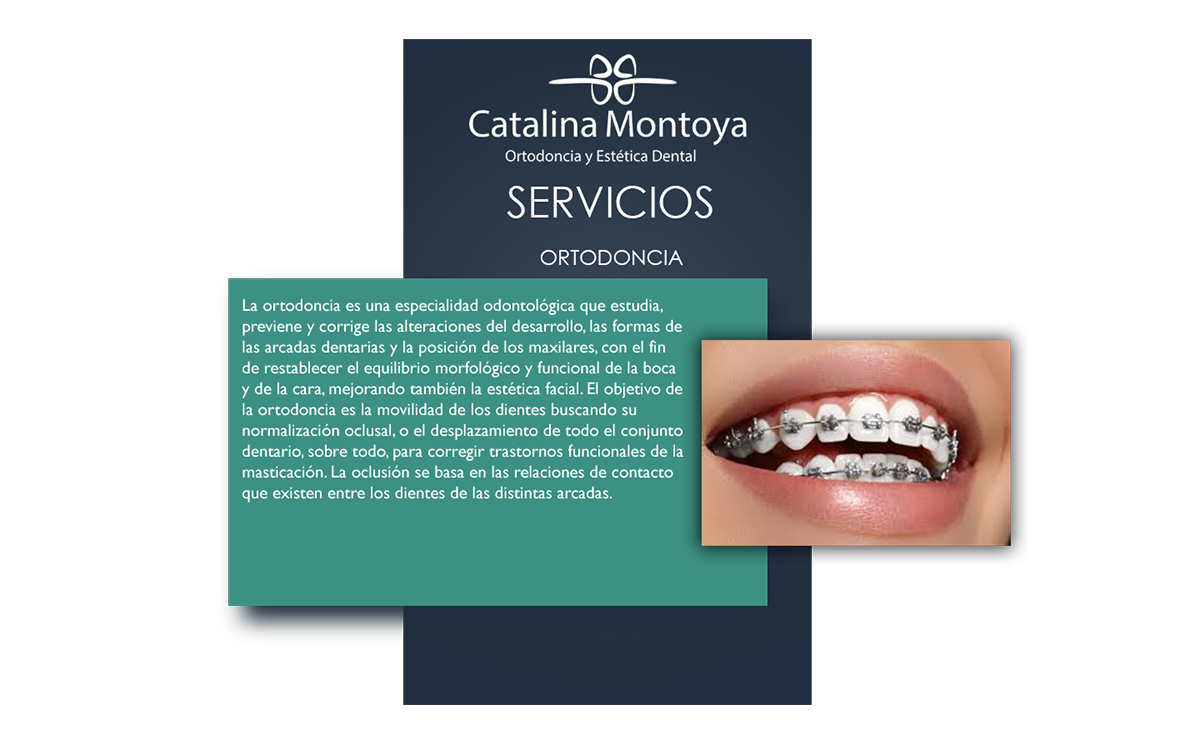 Catalina Montoya
Ortodoncia y Estética Dental
SERVICIOS
ORTODONCIA
La ortodoncia es una especialidad odontológica que estudia,
previene y corrige las alteraciones del desarrollo, las formas de
las arcadas dentarias y la posición de los maxilares, con el fin
de restablecer el equilibrio morfológico y funcional de la boca
y de la cara, mejorando también la estética facial. El objetivo de
la ortodoncia es la movilidad de los dientes buscando su
normalización oclusal, o el desplazamiento de todo el conjunto
dentario, sobre todo, para corregir trastornos funcionales de la
masticación. La oclusión se basa en las relaciones de contacto
que existen entre los dientes de las distintas arcadas.